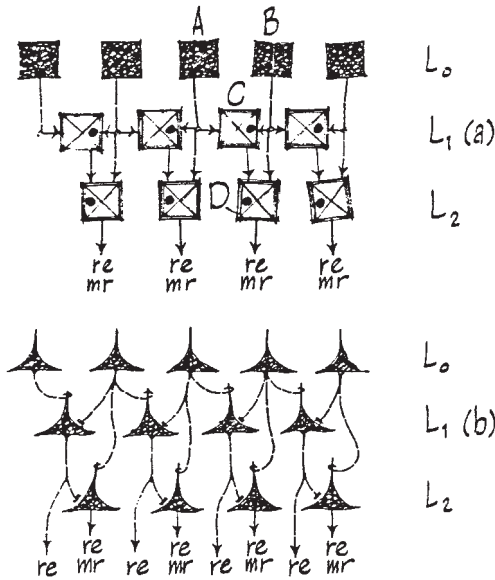 A B
L₀
C
L₁ (a)
D
L₂
re re re re
mr mr mr mr
L₀
L₁ (b)
L₂
re re re re re re re re
mr mr mr mr